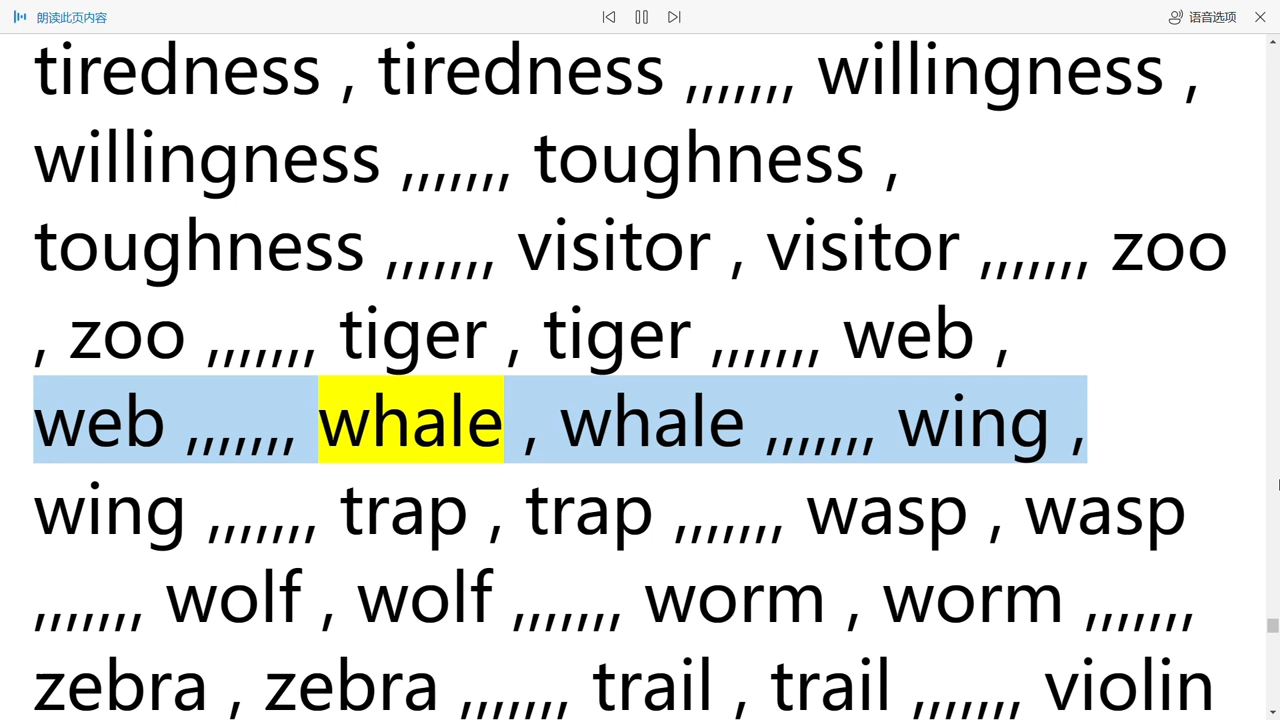 朗读此页内容 语音选项
tiredness , tiredness ,,,,,,, willingness ,
willingness ,,,,,,, toughness ,
toughness ,,,,,,, visitor , visitor ,,,,,,, zoo
, zoo ,,,,,,, tiger , tiger ,,,,,,, web ,
web ,,,,,,, whale , whale ,,,,,,, wing ,
wing ,,,,,,, trap , trap ,,,,,,, wasp , wasp
,,,,,,, wolf , wolf ,,,,,,, worm , worm ,,,,,,,
zebra , zebra ,,,,,,, trail , trail ,,,,,,, violin